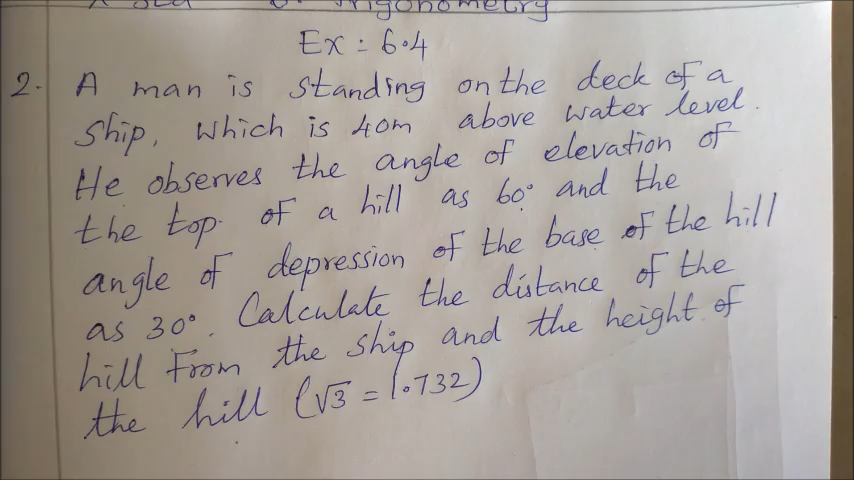 Trigonometry
Ex : 6.4
2. A man is standing on the deck of a
ship, which is 40m above water level.
He observes the angle of elevation of
the top of a hill as 60° and the
angle of depression of the base of the hill
as 30°. Calculate the distance of the
hill From the ship and the height of
the hill (√3 = 1.732)